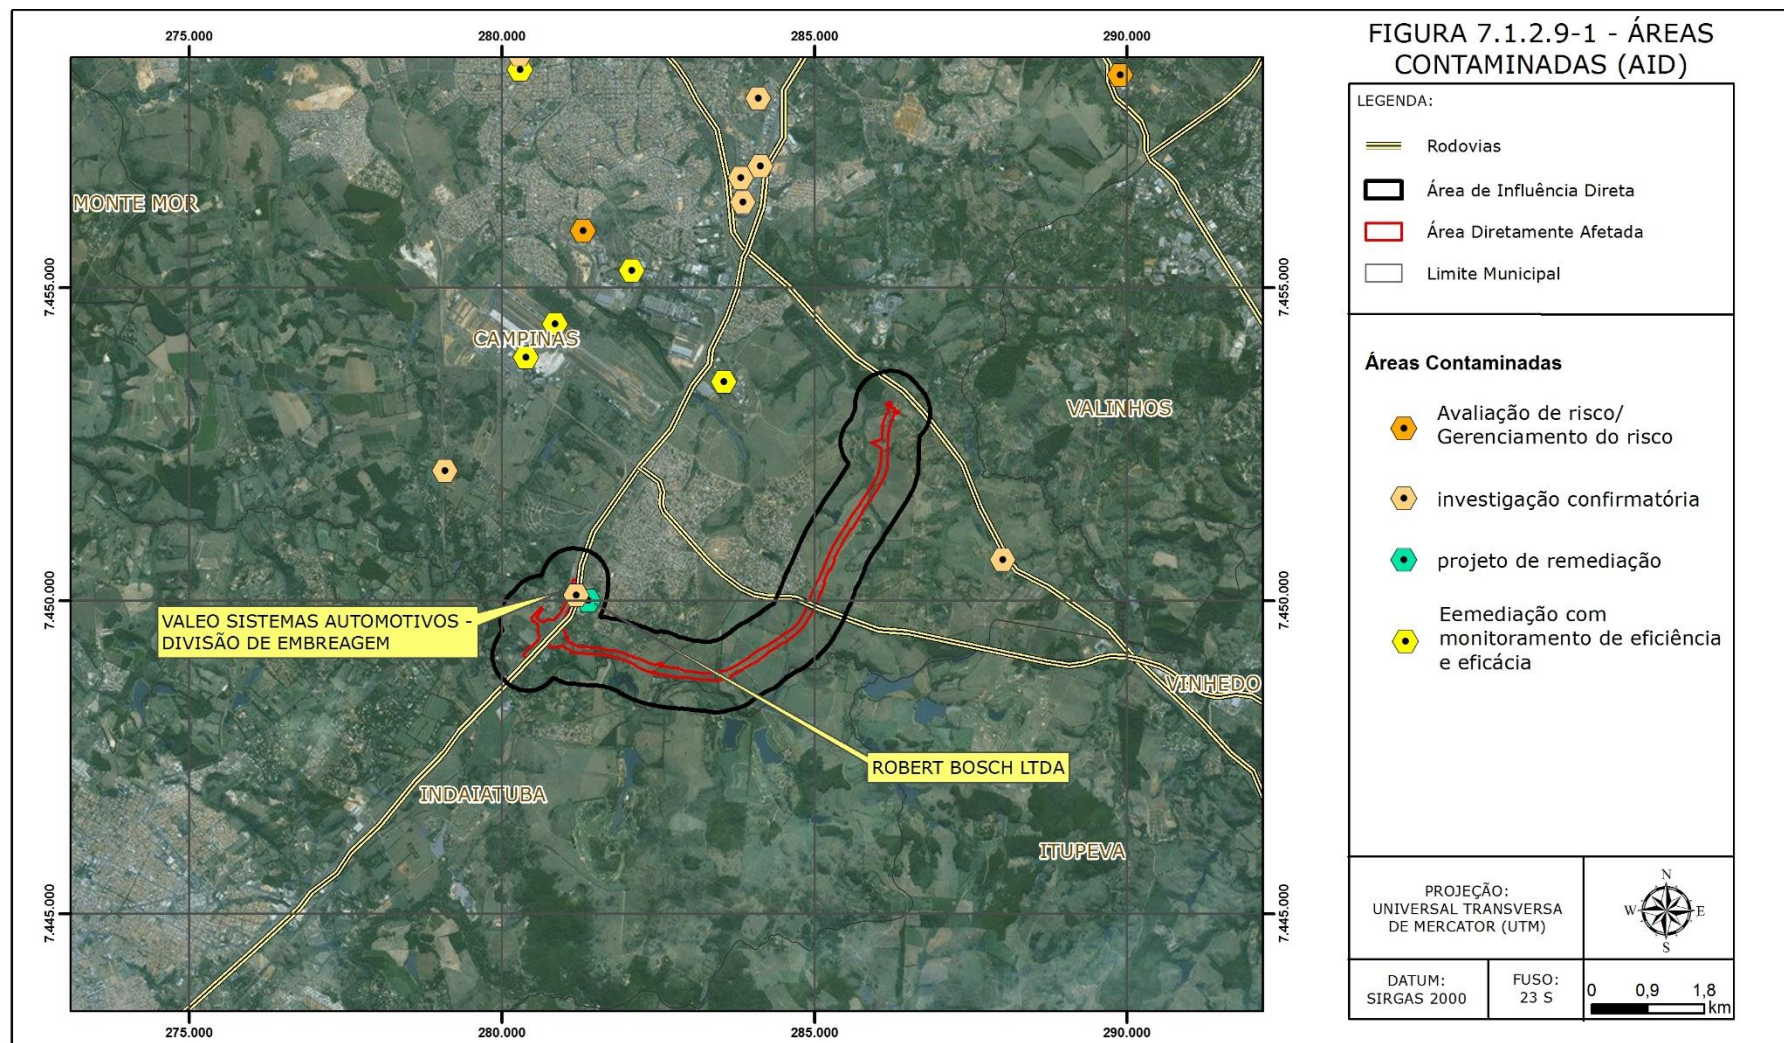 FIGURA 7.1.2.9-1 - ÁREAS
CONTAMINADAS (AID)
LEGENDA:
Rodovias
Área de Influência Direta
Área Diretamente Afetada
Limite Municipal
Áreas Contaminadas
Avaliação de risco/
Gerenciamento do risco
investigação confirmatória
projeto de remediação
Eemediação com
monitoramento de eficiência
e eficácia
PROJEÇÃO:
UNIVERSAL TRANSVERSA
DE MERCATOR (UTM)
N
W
E
S
DATUM:
SIRGAS 2000
FUSO:
23 S
0 0,9 1,8
km
275.000
280.000
285.000
290.000
7.455.000
7.455.000
7.450.000
7.450.000
7.445.000
7.445.000
275.000
280.000
285.000
290.000
MONTE MOR
CAMPINAS
VALINHOS
VALEO SISTEMAS AUTOMOTIVOS -
DIVISÃO DE EMBREAGEM
VINHEDO
ROBERT BOSCH LTDA
INDAIATUBA
ITUPEVA